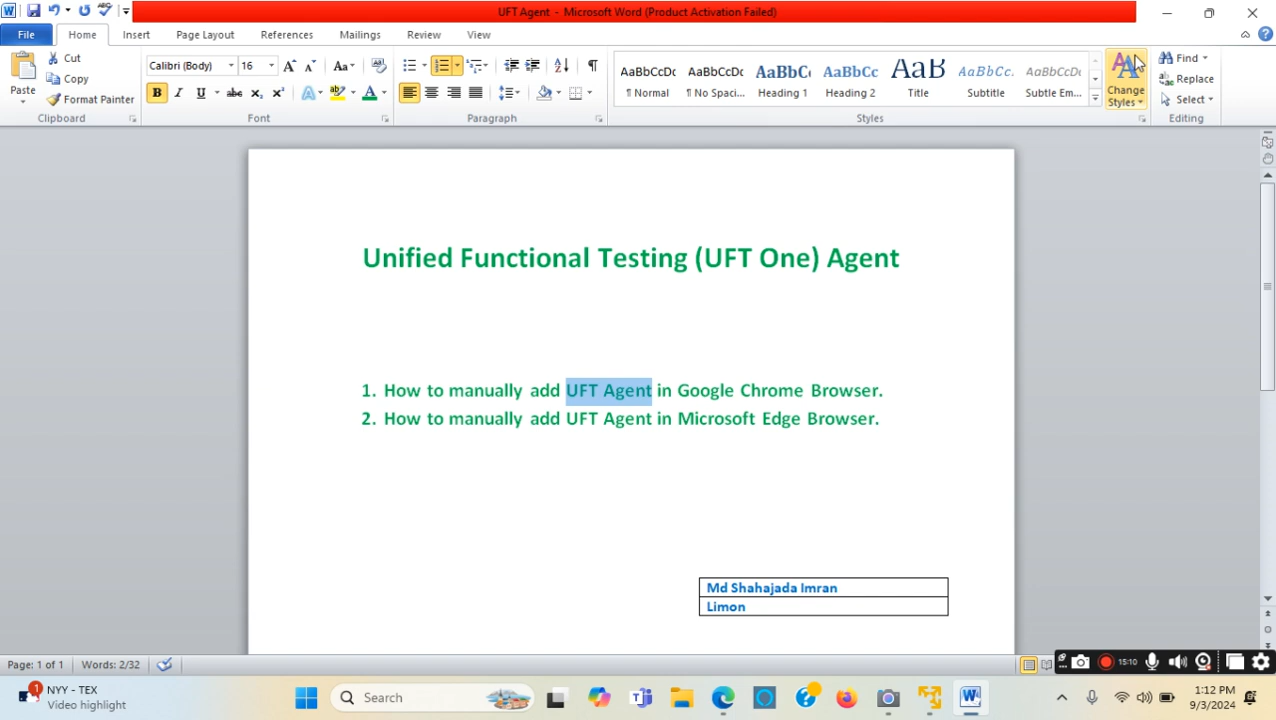 UFT Agent - Microsoft Word (Product Activation Failed)
File Home Insert Page Layout References Mailings Review View
Paste
Cut
Copy
Format Painter
Clipboard
Calibri (Body) 16
Font
Paragraph
AaBbCcDc AaBbCcDc AaBbCc AaBbCc AaB AaBbCc. AaBbCcDc
¶ Normal ¶ No Spaci... Heading 1 Heading 2 Title Subtitle Subtle Em...
Change Styles
Styles
Find
Replace
Select
Editing
Unified Functional Testing (UFT One) Agent
1. How to manually add UFT Agent in Google Chrome Browser.
2. How to manually add UFT Agent in Microsoft Edge Browser.
Md Shahajada Imran
Limon
Page: 1 of 1 Words: 2/32
15:10
1 NYY - TEX
Video highlight
Search
1:12 PM
9/3/2024